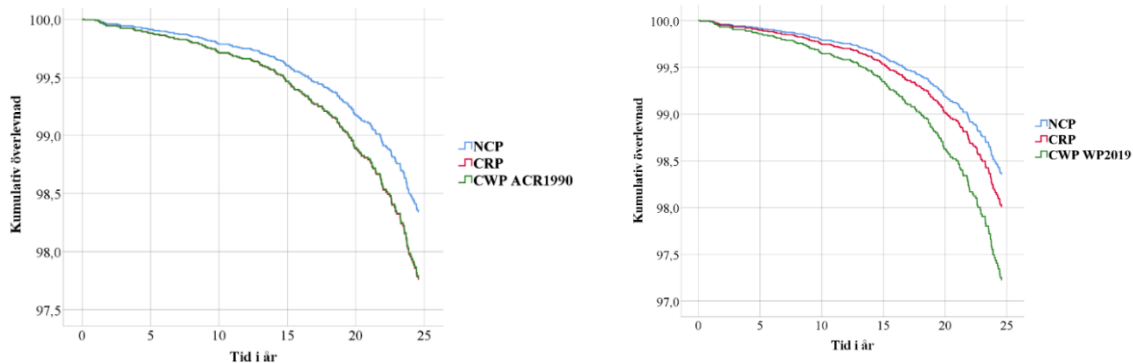 Kumulativ överlevnad
100,0
99,5
99,0
98,5
98,0
97,5
0 5 10 15 20 25
Tid i år
NCP
CRP
CWP ACR1990
Kumulativ överlevnad
100,0
99,5
99,0
98,5
98,0
97,5
97,0
0 5 10 15 20 25
Tid i år
NCP
CRP
CWP WP2019